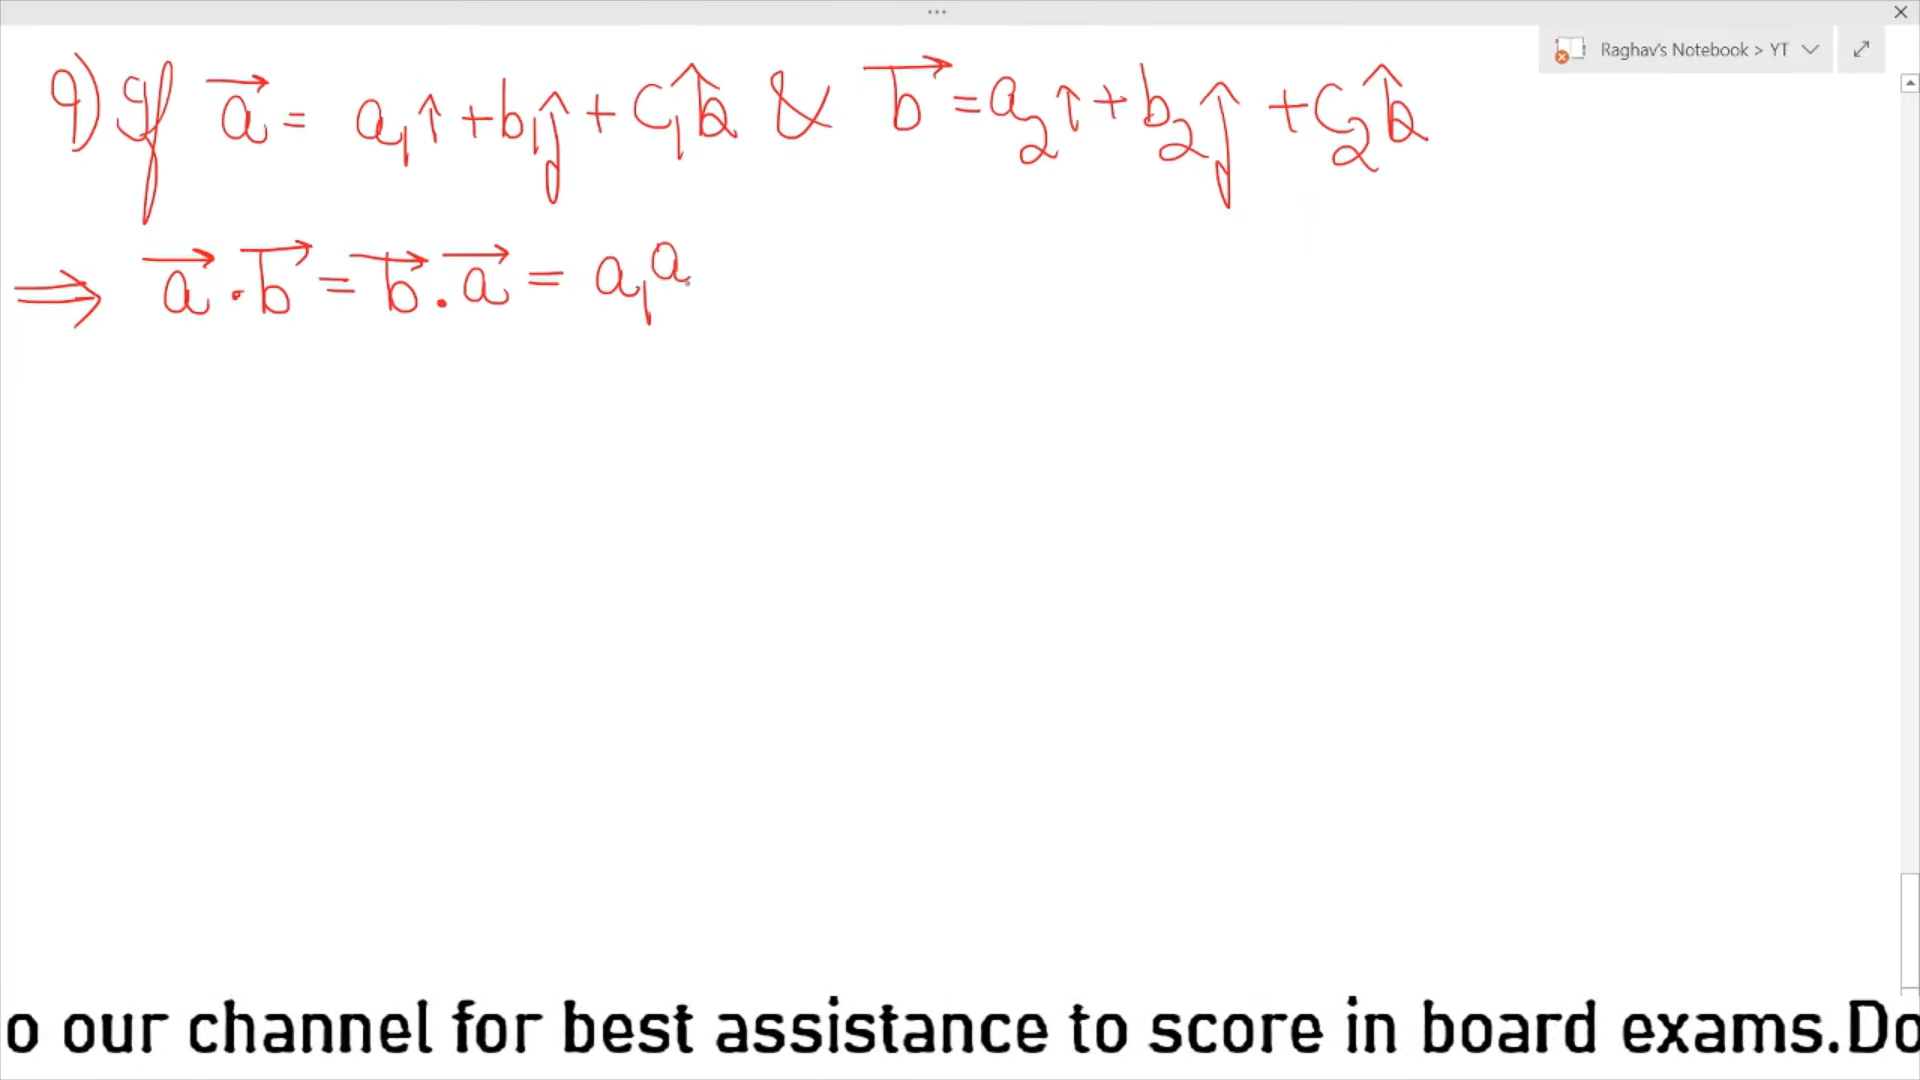 Raghav's Notebook > YT
9) If a⃗ = a₁î + b₁ĵ + c₁k̂ & b⃗ = a₂î + b₂ĵ + c₂k̂
⇒ a⃗ . b⃗ = b⃗ . a⃗ = a₁a
o our channel for best assistance to score in board exams.Do